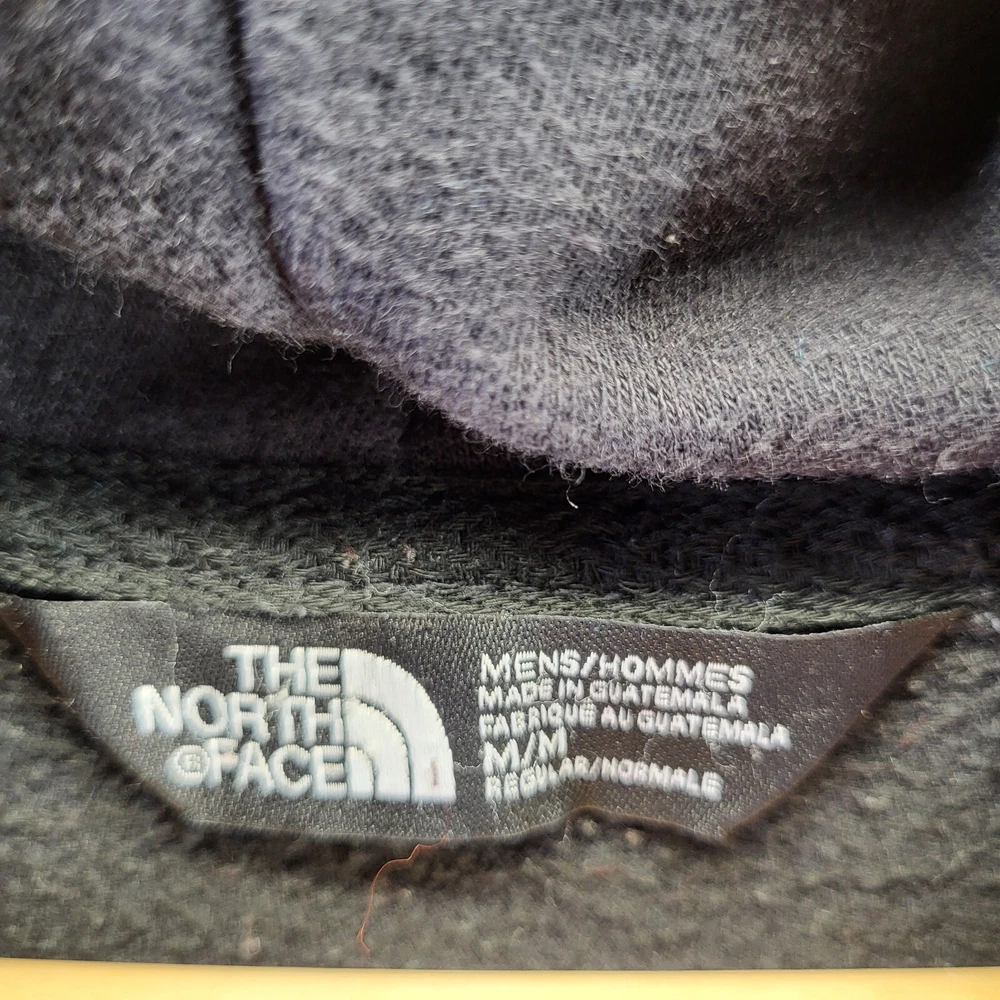 THE
NORTH
®FACE
MENS/HOMMES
MADE IN GUATEMALA
FABRIQUÉ AU GUATEMALA
M/M
REGULAR/NORMALE